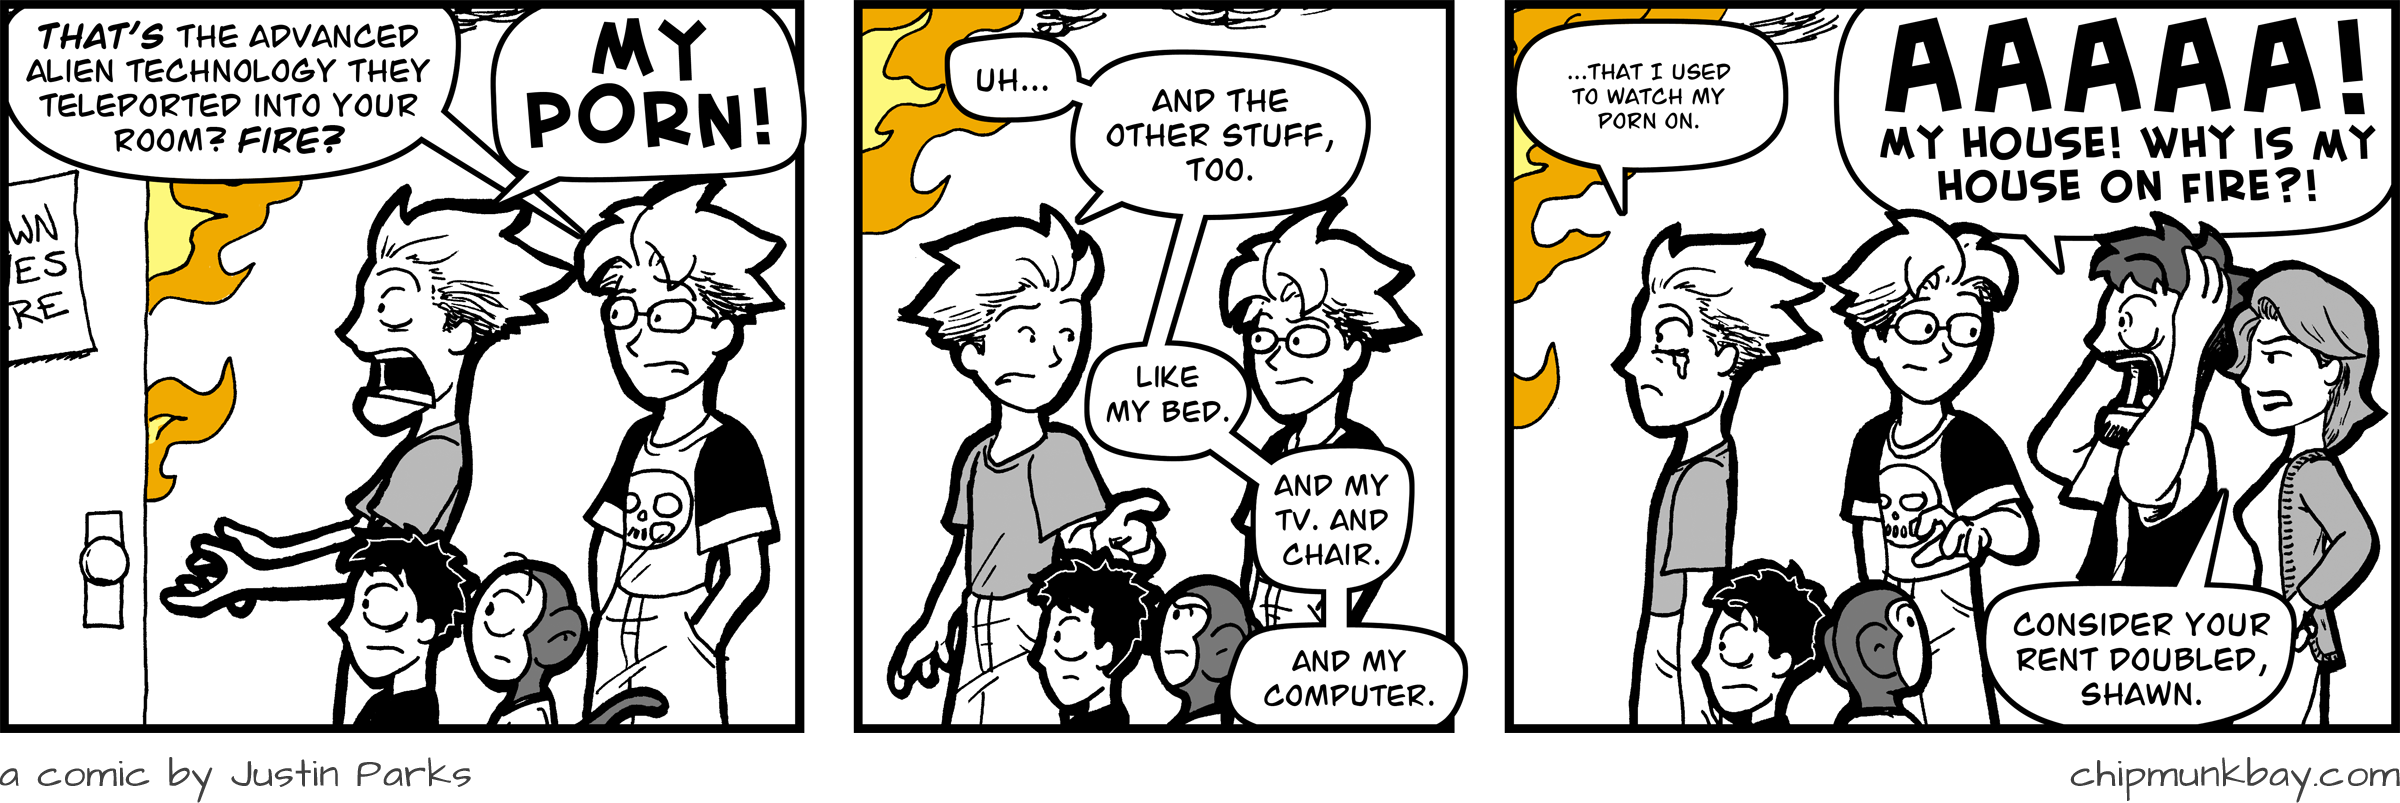 THAT'S THE ADVANCED
ALIEN TECHNOLOGY THEY
TELEPORTED INTO YOUR
ROOM? FIRE?
MY
PORN!
WN
ES
RE
UH...
AND THE
OTHER STUFF,
TOO.
LIKE
MY BED.
AND MY
TV. AND
CHAIR.
AND MY
COMPUTER.
...THAT I USED
TO WATCH MY
PORN ON.
AAAAA!
MY HOUSE! WHY IS MY
HOUSE ON FIRE?!
CONSIDER YOUR
RENT DOUBLED,
SHAWN.
a comic by Justin Parks
chipmunkbay.com